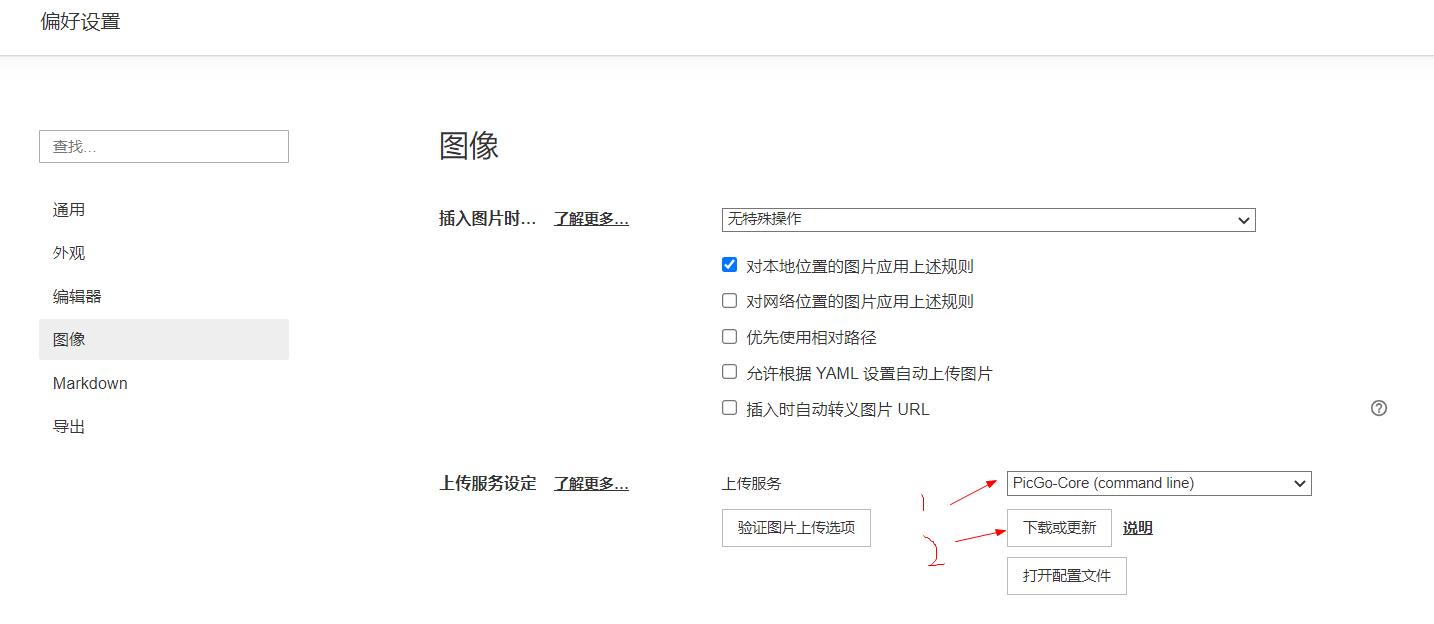 偏好设置
查找...
通用
外观
编辑器
图像
Markdown
导出
图像
插入图片时... 了解更多... 无特殊操作
对本地位置的图片应用上述规则
对网络位置的图片应用上述规则
优先使用相对路径
允许根据 YAML 设置自动上传图片
插入时自动转义图片 URL
上传服务设定 了解更多... 上传服务 1 PicGo-Core (command line)
验证图片上传选项 2 下载或更新 说明
打开配置文件